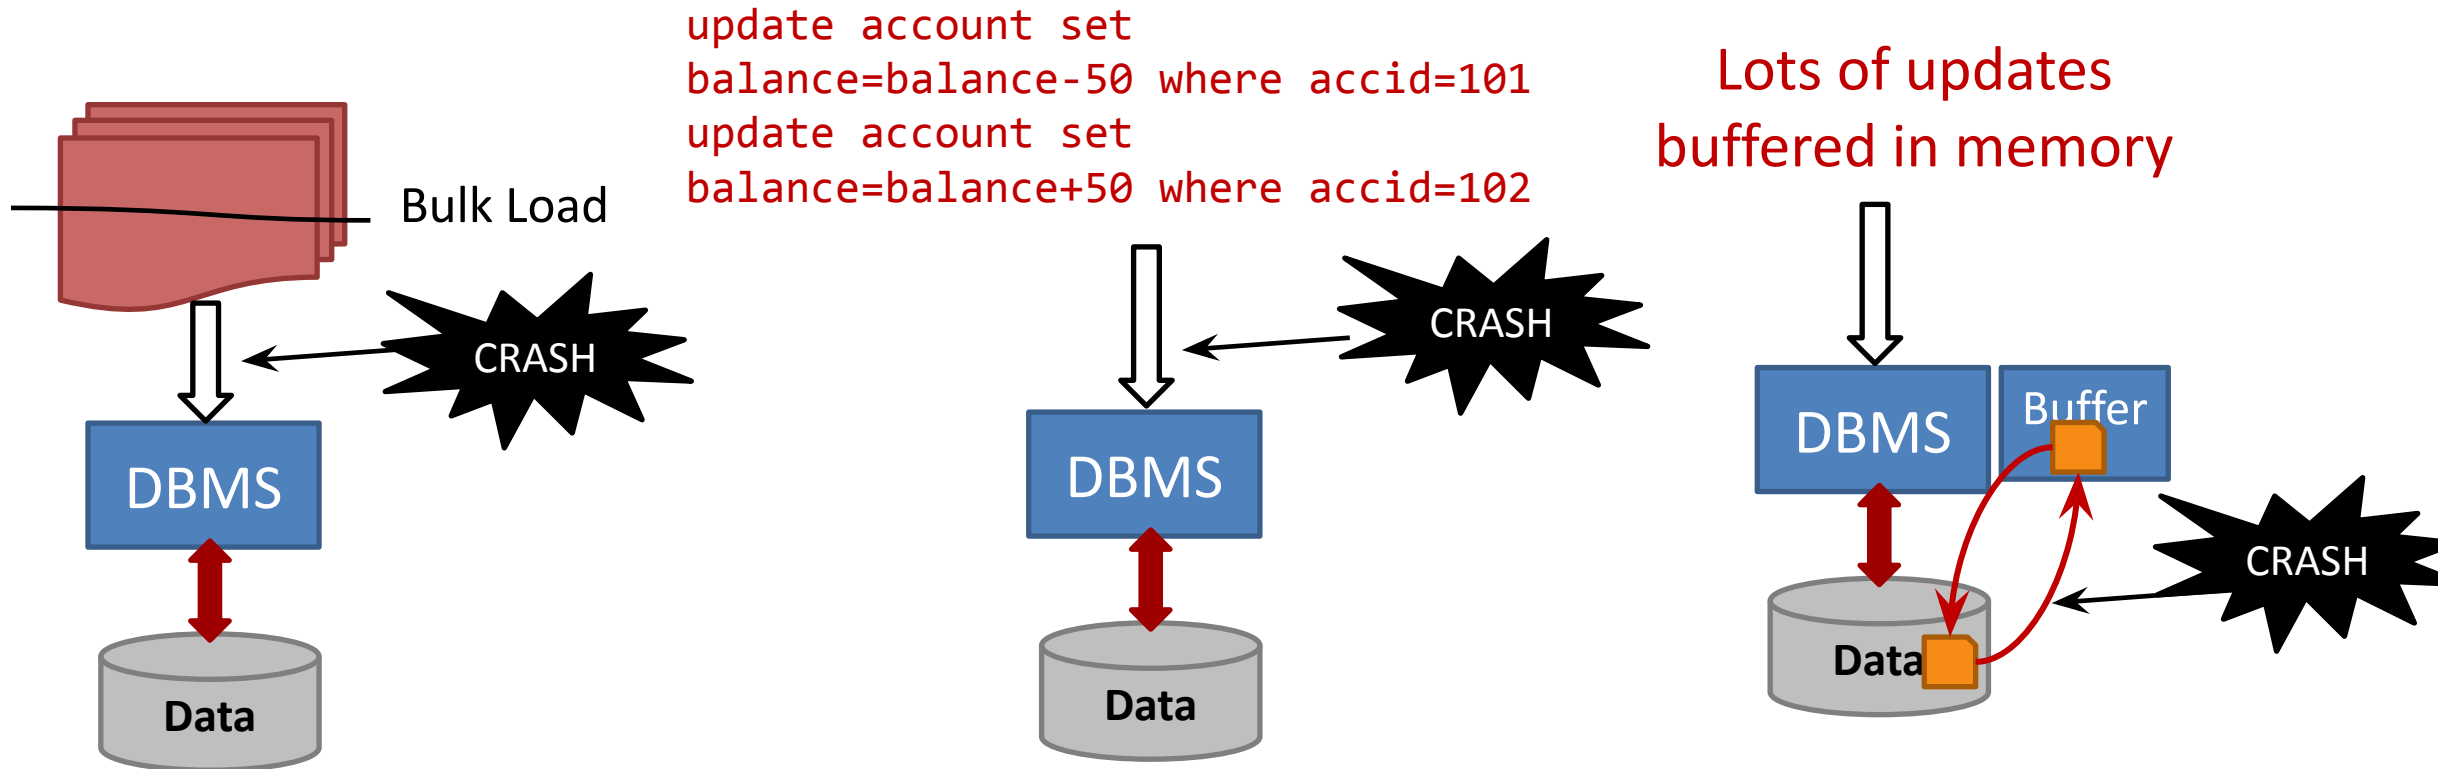 Bulk Load
CRASH
DBMS
Data
update account set
balance=balance-50 where accid=101
update account set
balance=balance+50 where accid=102
CRASH
DBMS
Data
Lots of updates
buffered in memory
DBMS
Buffer
CRASH
Data